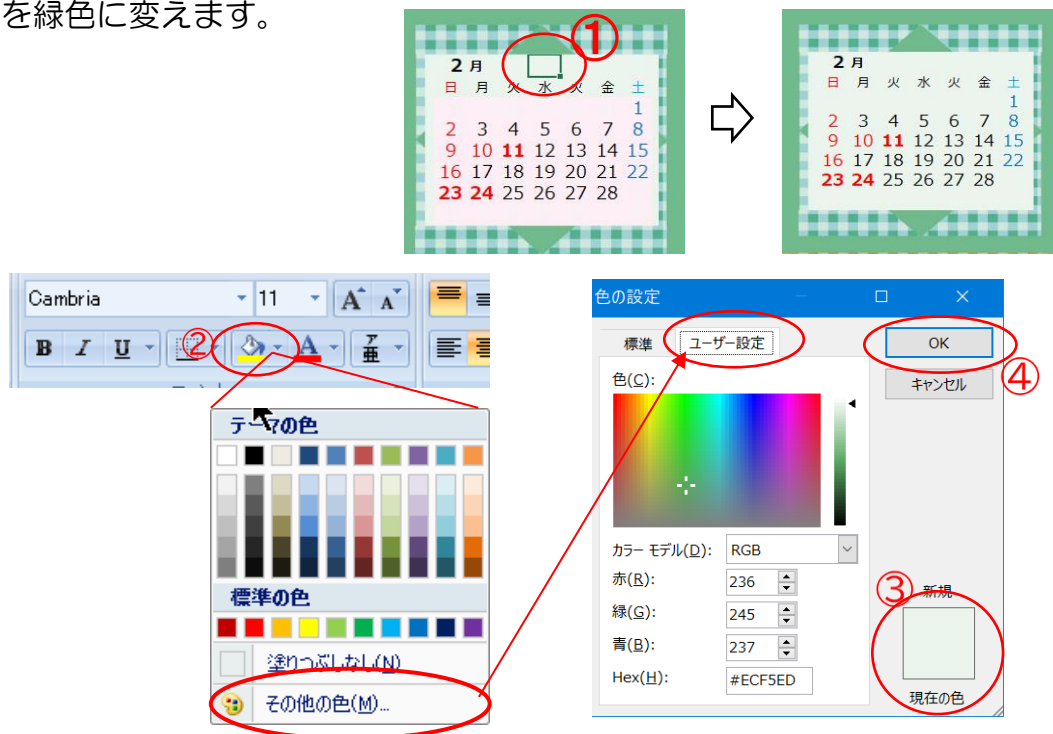 を緑色に変えます。
①
2 月
日 月 火 水 火 金 土
1
2 3 4 5 6 7 8
9 10 11 12 13 14 15
16 17 18 19 20 21 22
23 24 25 26 27 28
2 月
日 月 火 水 火 金 土
1
2 3 4 5 6 7 8
9 10 11 12 13 14 15
16 17 18 19 20 21 22
23 24 25 26 27 28
Cambria 11 A A
B I U ② A ア亜
テーマの色
標準の色
塗りつぶしなし(N)
その他の色(M)...
色の設定
標準 ユーザー設定
OK
④
キャンセル
色(C):
カラー モデル(D): RGB
赤(R): 236
緑(G): 245
青(B): 237
Hex(H): #ECF5ED
③
新規
現在の色